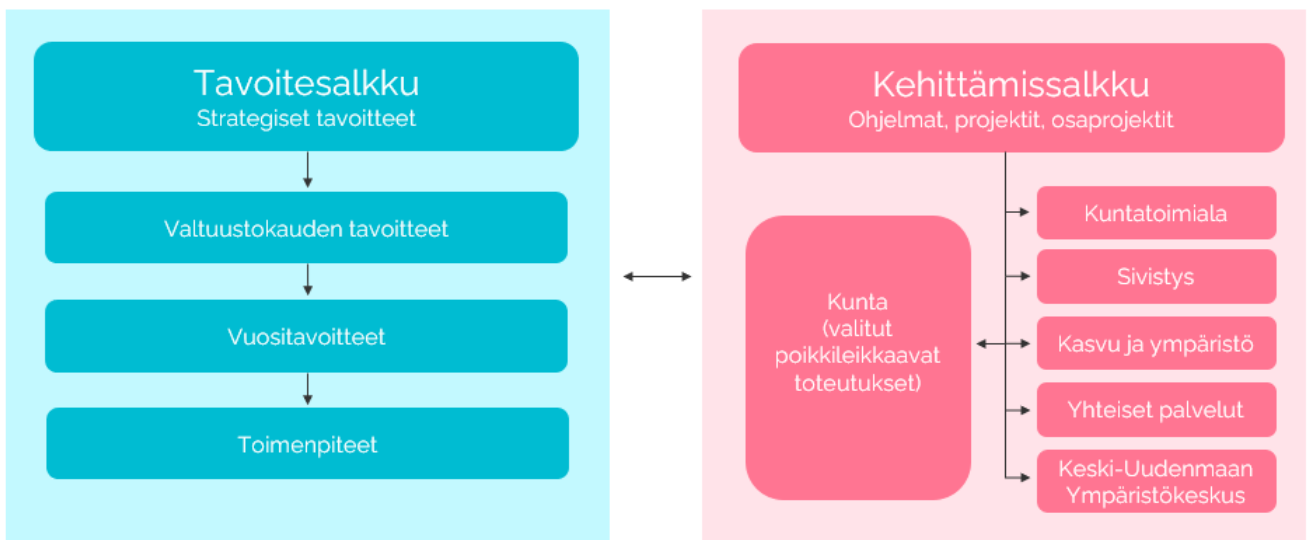 Tavoitesalkku
Strategiset tavoitteet
Valtuustokauden tavoitteet
Vuositavoitteet
Toimenpiteet
Kehittämissalkku
Ohjelmat, projektit, osaprojektit
Kunta
(valitut
poikkileikkaavat
toteutukset)
Kuntatoimiala
Sivistys
Kasvu ja ympäristö
Yhteiset palvelut
Keski-Uudenmaan
Ympäristökeskus